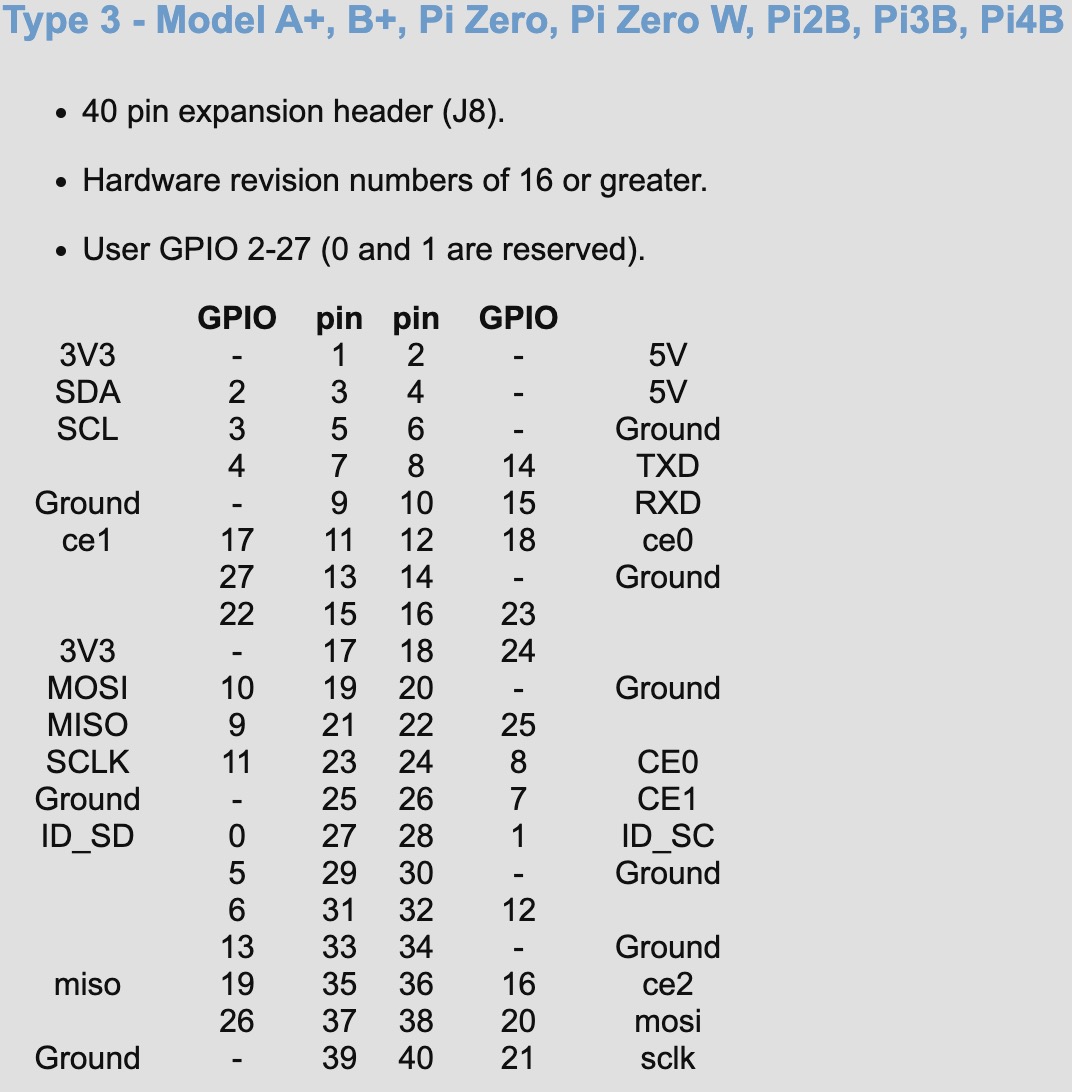 Type 3 - Model A+, B+, Pi Zero, Pi Zero W, Pi2B, Pi3B, Pi4B
• 40 pin expansion header (J8).
• Hardware revision numbers of 16 or greater.
• User GPIO 2-27 (0 and 1 are reserved).
GPIO pin pin GPIO
3V3 - 1 2 - 5V
SDA 2 3 4 - 5V
SCL 3 5 6 - Ground
4 7 8 14 TXD
Ground - 9 10 15 RXD
ce1 17 11 12 18 ce0
27 13 14 - Ground
22 15 16 23
3V3 - 17 18 24
MOSI 10 19 20 - Ground
MISO 9 21 22 25
SCLK 11 23 24 8 CE0
Ground - 25 26 7 CE1
ID_SD 0 27 28 1 ID_SC
5 29 30 - Ground
6 31 32 12
13 33 34 - Ground
miso 19 35 36 16 ce2
26 37 38 20 mosi
Ground - 39 40 21 sclk